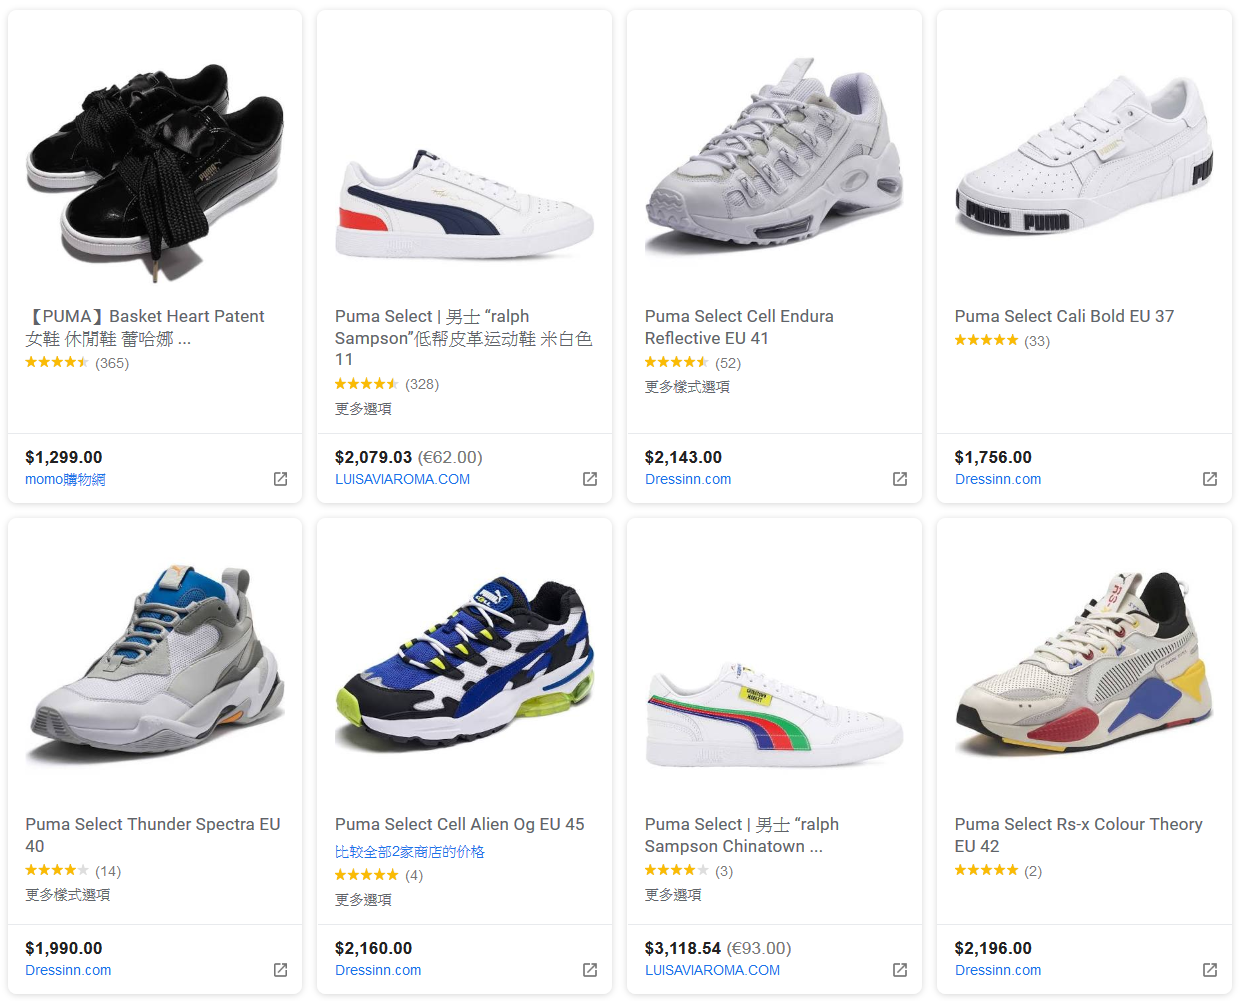 【PUMA】Basket Heart Patent
女鞋 休閒鞋 蕾哈娜 ...
(365)
$1,299.00
momo購物網
Puma Select | 男士 “ralph
Sampson”低帮皮革运动鞋 米白色
11
(328)
更多選項
$2,079.03 (€62.00)
LUISAVIAROMA.COM
Puma Select Cell Endura
Reflective EU 41
(52)
更多樣式選項
$2,143.00
Dressinn.com
PUMA PUMA
Puma Select Cali Bold EU 37
(33)
$1,756.00
Dressinn.com
Puma Select Thunder Spectra EU
40
(14)
更多樣式選項
$1,990.00
Dressinn.com
Puma Select Cell Alien Og EU 45
比较全部2家商店的价格
(4)
更多選項
$2,160.00
Dressinn.com
CHINATOWN
MARKET
Puma Select | 男士 “ralph
Sampson Chinatown ...
(3)
更多選項
$3,118.54 (€93.00)
LUISAVIAROMA.COM
RS-X
Puma Select Rs-x Colour Theory
EU 42
(2)
$2,196.00
Dressinn.com